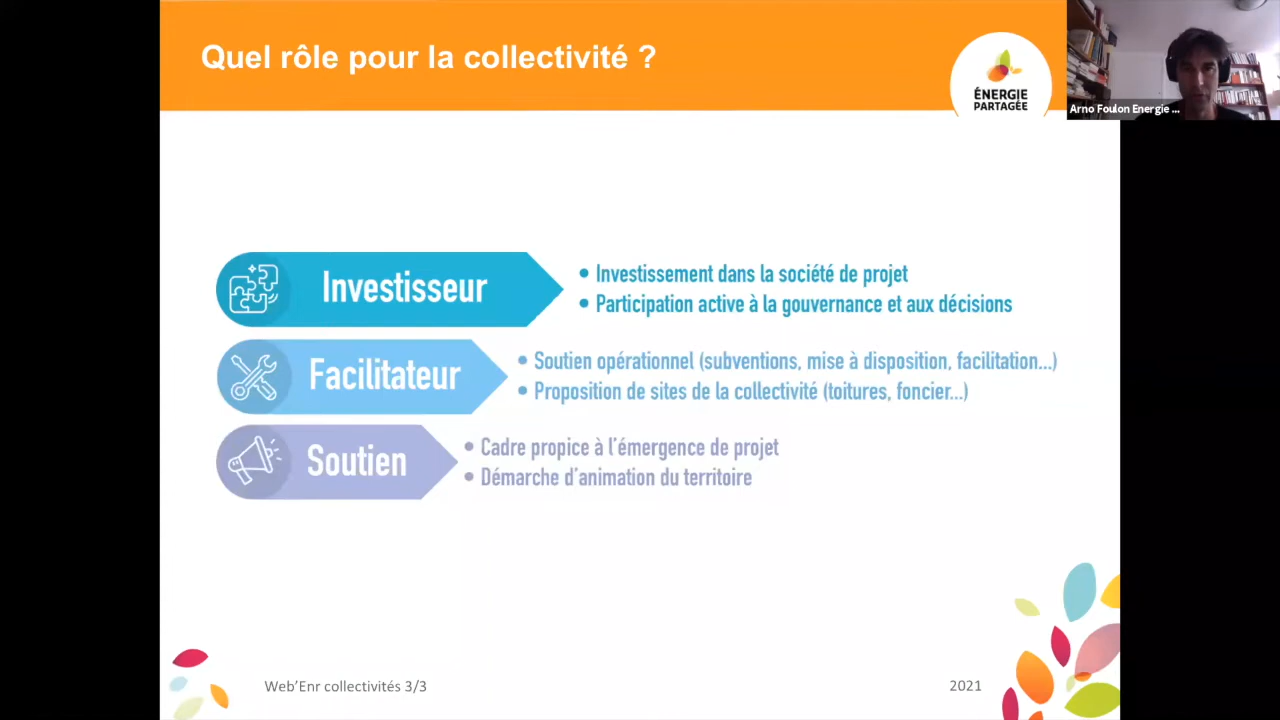 Quel rôle pour la collectivité ?
ÉNERGIE
PARTAGÉE
Arno Foulon Energie ...
Investisseur
• Investissement dans la société de projet
• Participation active à la gouvernance et aux décisions
Facilitateur
• Soutien opérationnel (subventions, mise à disposition, facilitation...)
• Proposition de sites de la collectivité (toitures, foncier...)
Soutien
• Cadre propice à l'émergence de projet
• Démarche d'animation du territoire
Web'Enr collectivités 3/3
2021